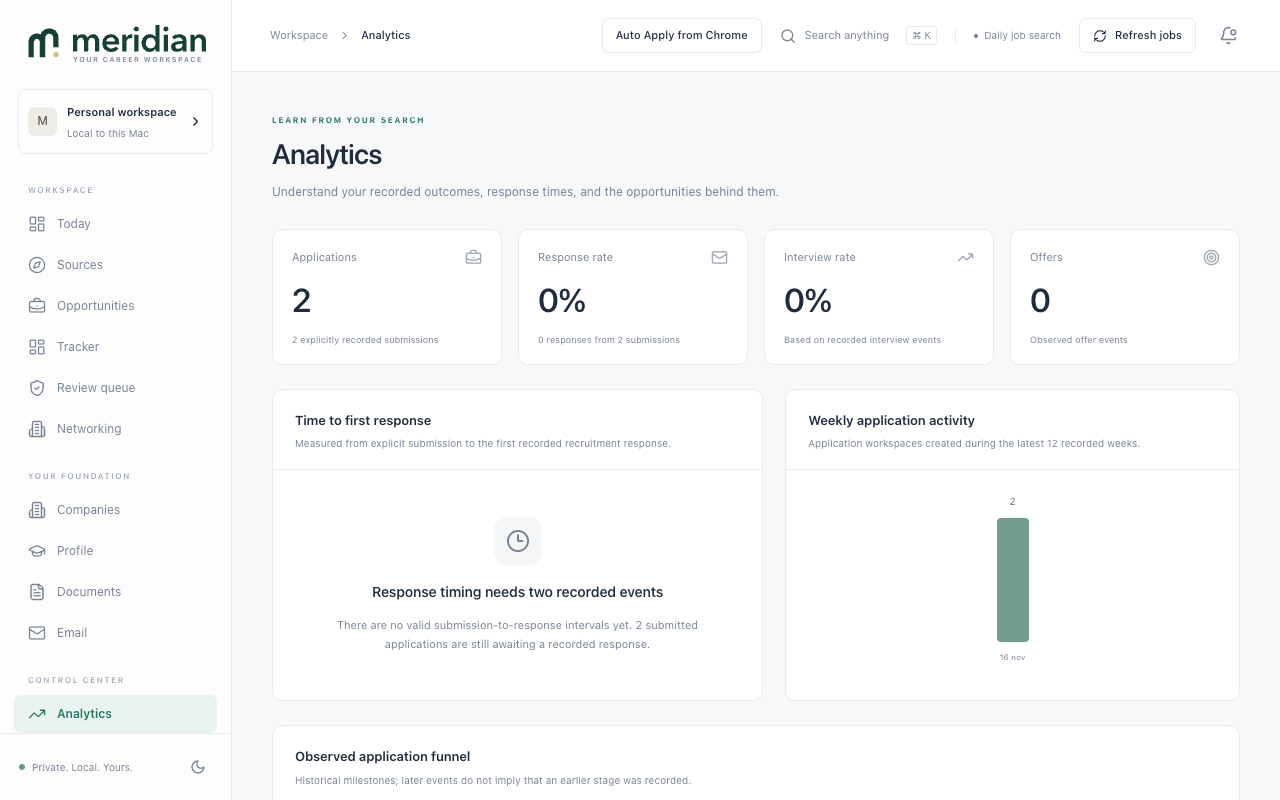 meridian
YOUR CAREER WORKSPACE
M
Personal workspace
Local to this Mac
WORKSPACE
Today
Sources
Opportunities
Tracker
Review queue
Networking
YOUR FOUNDATION
Companies
Profile
Documents
Email
CONTROL CENTER
Analytics
Private. Local. Yours.
Workspace
Analytics
Auto Apply from Chrome
Search anything
⌘ K
Daily job search
Refresh jobs
LEARN FROM YOUR SEARCH
Analytics
Understand your recorded outcomes, response times, and the opportunities behind them.
Applications
2
2 explicitly recorded submissions
Response rate
0%
0 responses from 2 submissions
Interview rate
0%
Based on recorded interview events
Offers
0
Observed offer events
Time to first response
Measured from explicit submission to the first recorded recruitment response.
Response timing needs two recorded events
There are no valid submission-to-response intervals yet. 2 submitted
applications are still awaiting a recorded response.
Weekly application activity
Application workspaces created during the latest 12 recorded weeks.
2
16 nov
Observed application funnel
Historical milestones; later events do not imply that an earlier stage was recorded.